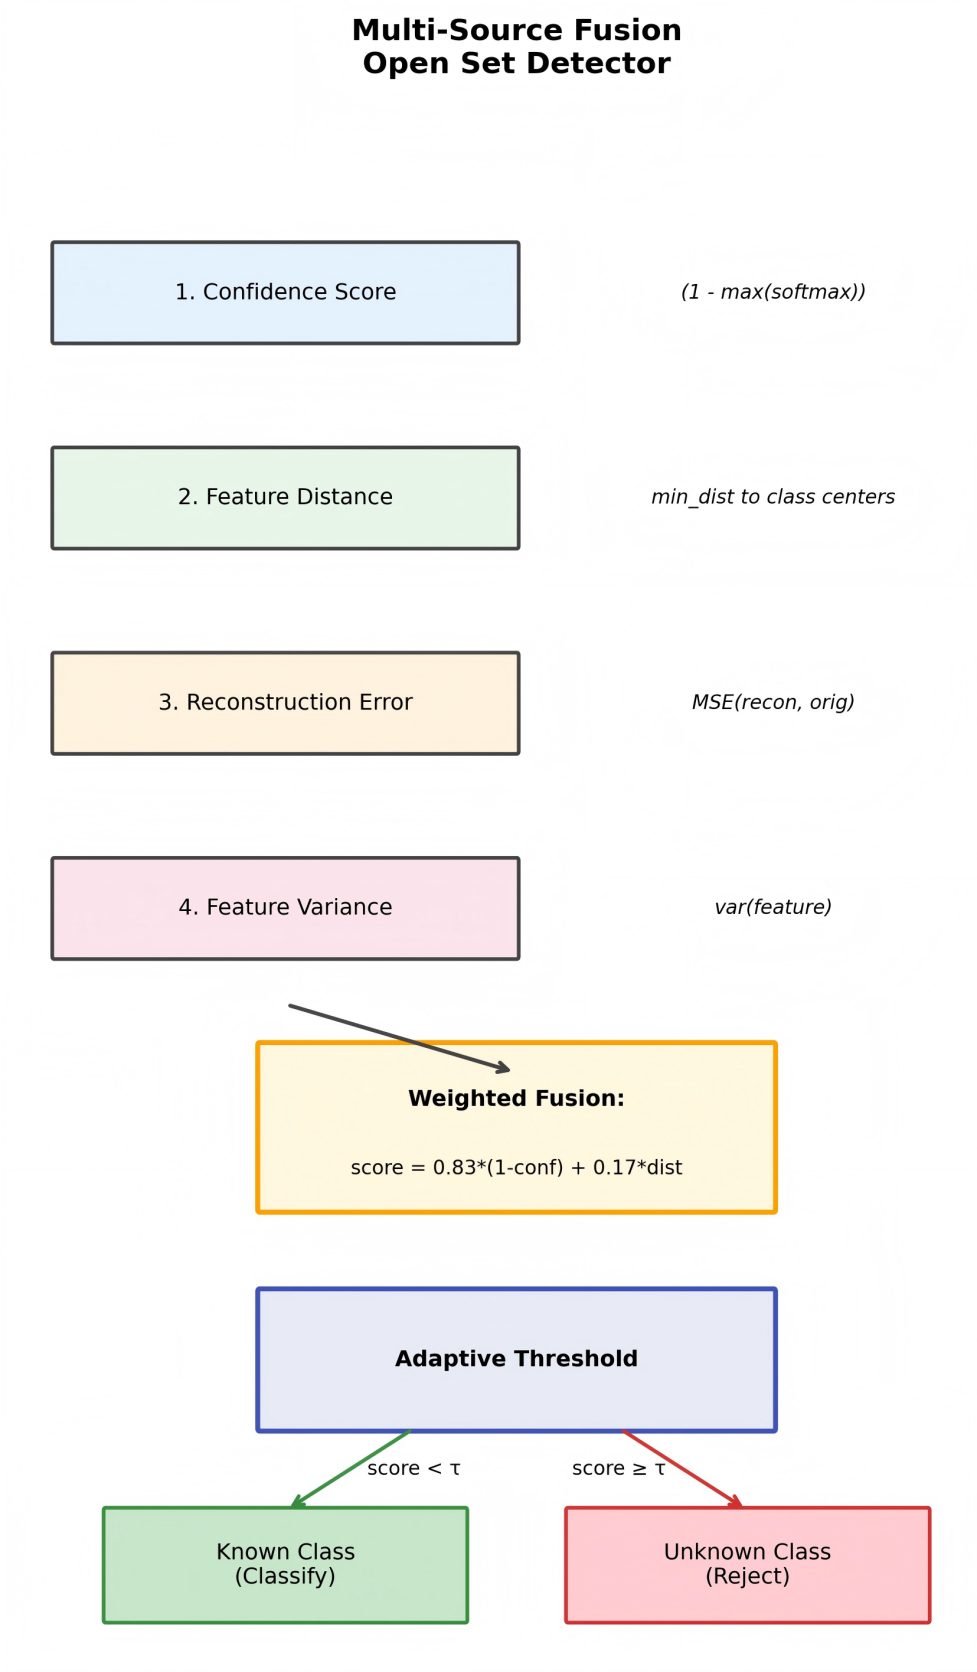 Multi-Source Fusion
Open Set Detector
1. Confidence Score
(1 - max(softmax))
2. Feature Distance
min_dist to class centers
3. Reconstruction Error
MSE(recon, orig)
4. Feature Variance
var(feature)
Weighted Fusion:
score = 0.83*(1-conf) + 0.17*dist
Adaptive Threshold
score < τ
score ≥ τ
Known Class
(Classify)
Unknown Class
(Reject)